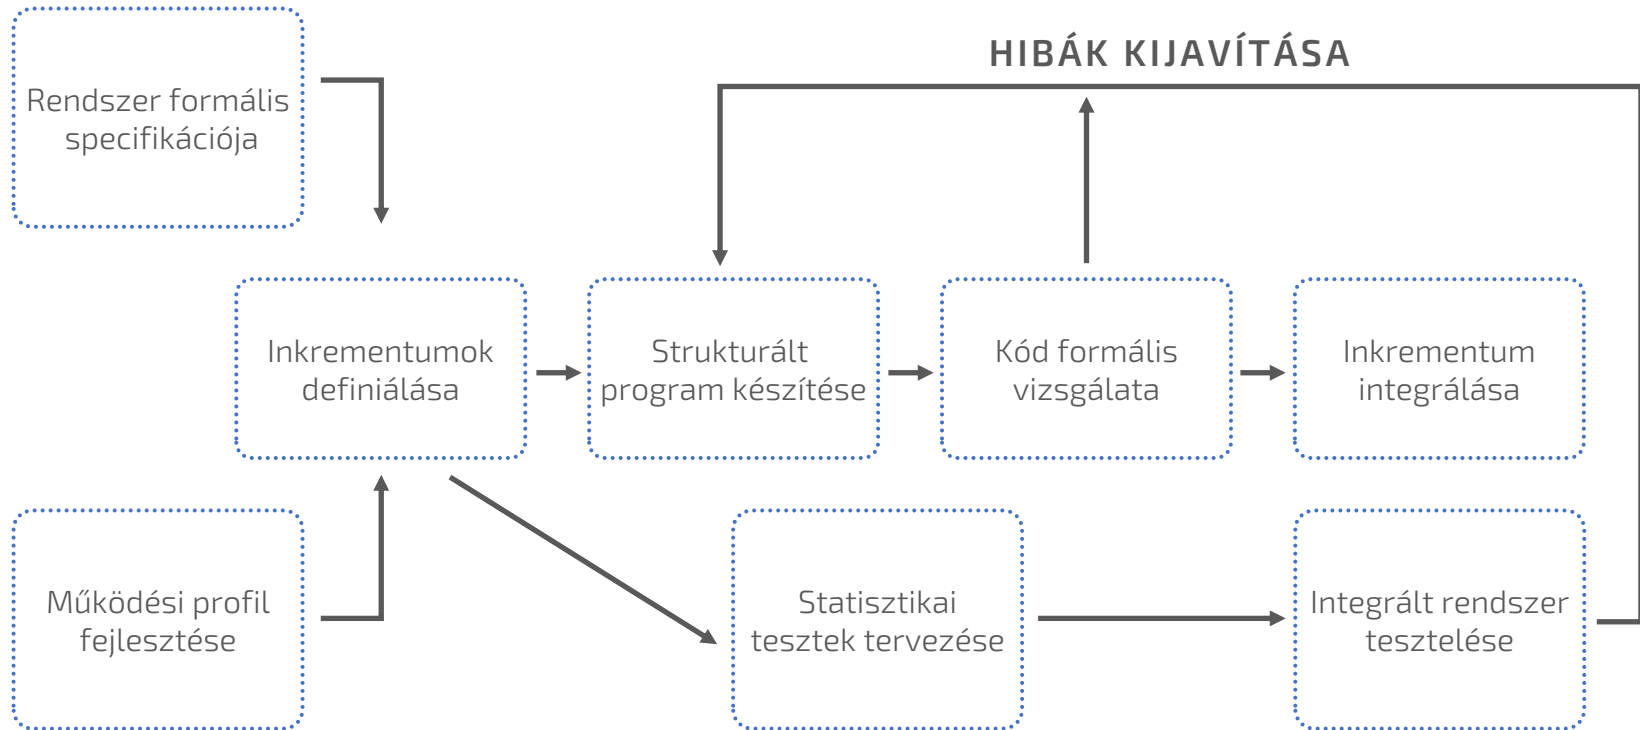 HIBÁK KIJAVÍTÁSA
Rendszer formális
specifikációja
Inkrementumok
definiálása
Strukturált
program készítése
Kód formális
vizsgálata
Inkrementum
integrálása
Működési profil
fejlesztése
Statisztikai
tesztek tervezése
Integrált rendszer
tesztelése